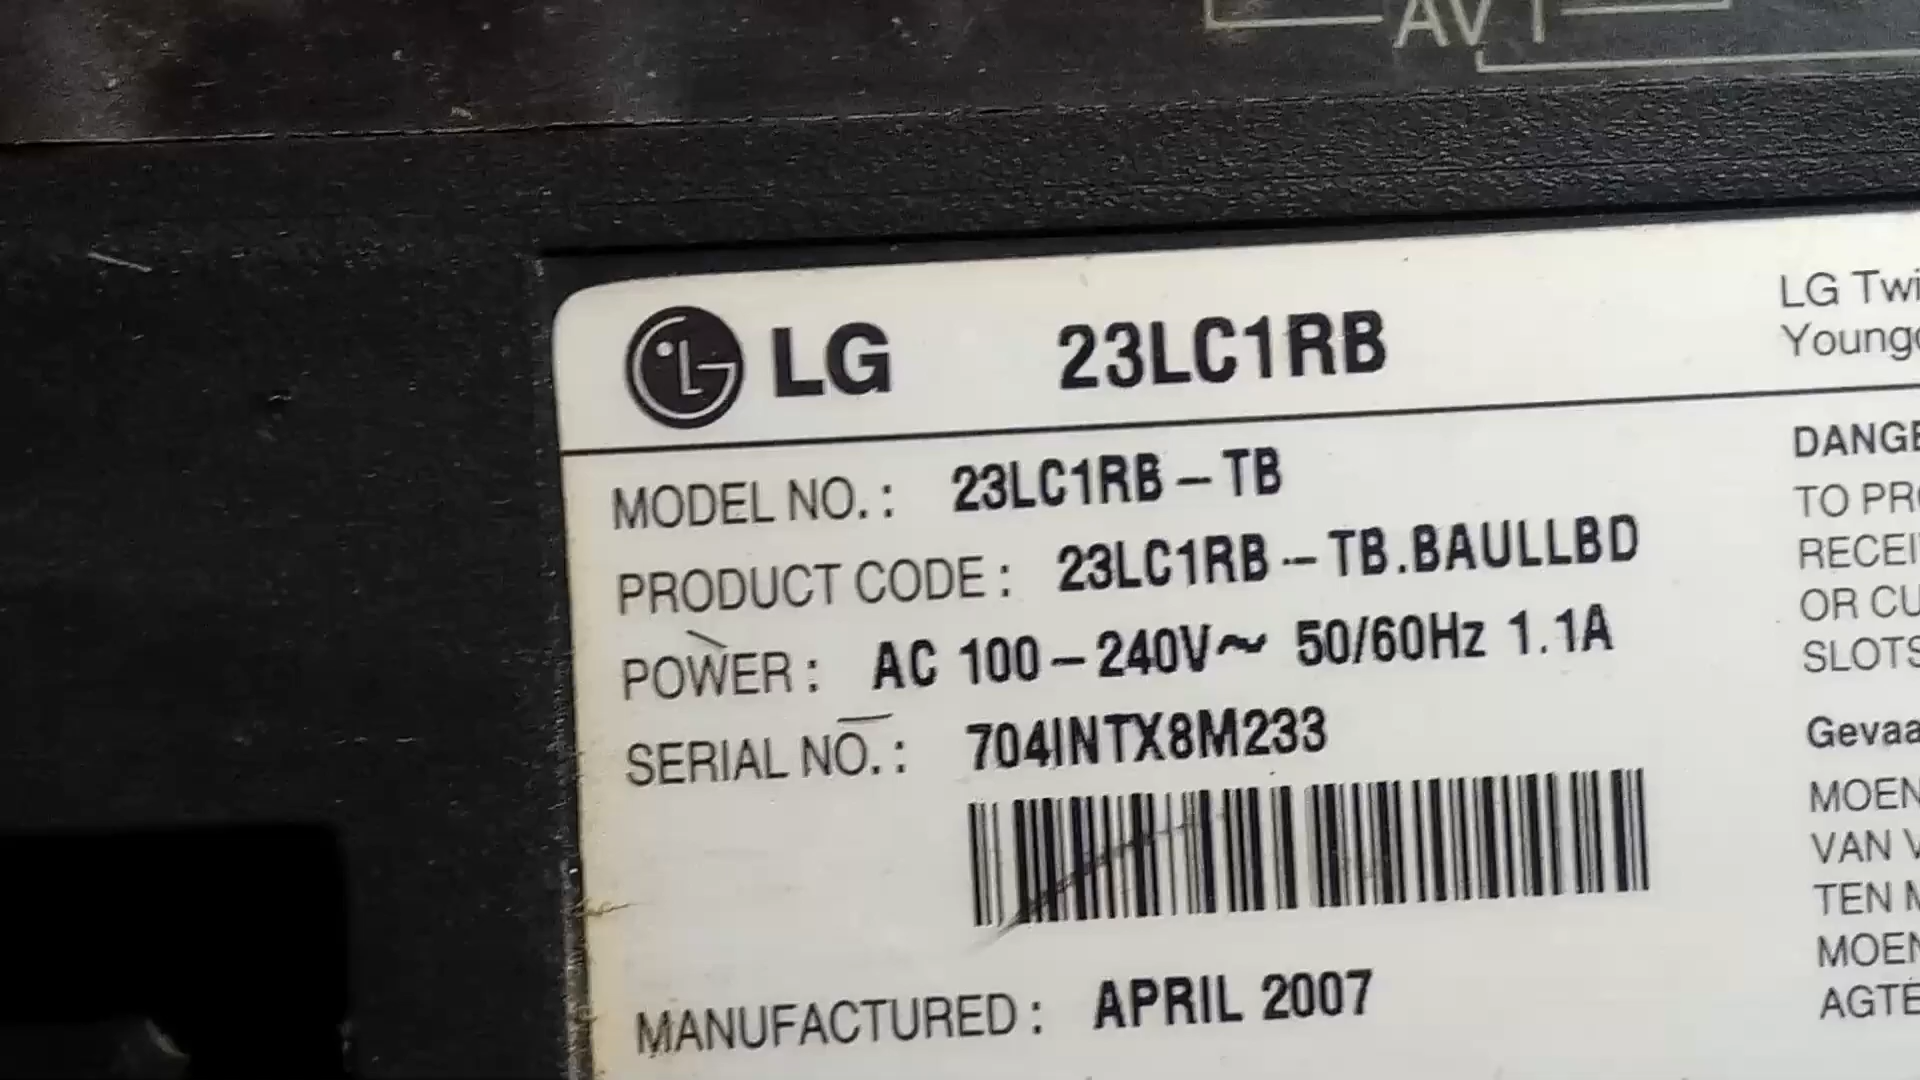 AV 1
LG 23LC1RB
MODEL NO. : 23LC1RB – TB
PRODUCT CODE : 23LC1RB – TB.BAULLBD
POWER : AC 100 – 240V~ 50/60Hz 1.1A
SERIAL NO. : 704INTX8M233
MANUFACTURED : APRIL 2007
LG Twi
Young
DANGE
TO PR
RECEI
OR CU
SLOTS
Gevaa
MOEN
VAN V
TEN M
MOEN
AGTE